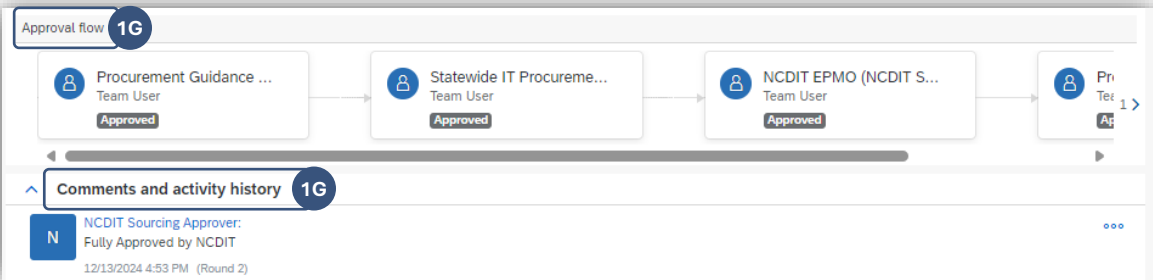 Approval flow 1G
Procurement Guidance ...
Team User
Approved
Statewide IT Procureme...
Team User
Approved
NCDIT EPMO (NCDIT S...
Team User
Approved
Pr
Te
1
Comments and activity history 1G
N
NCDIT Sourcing Approver:
Fully Approved by NCDIT
12/13/2024 4:53 PM (Round 2)